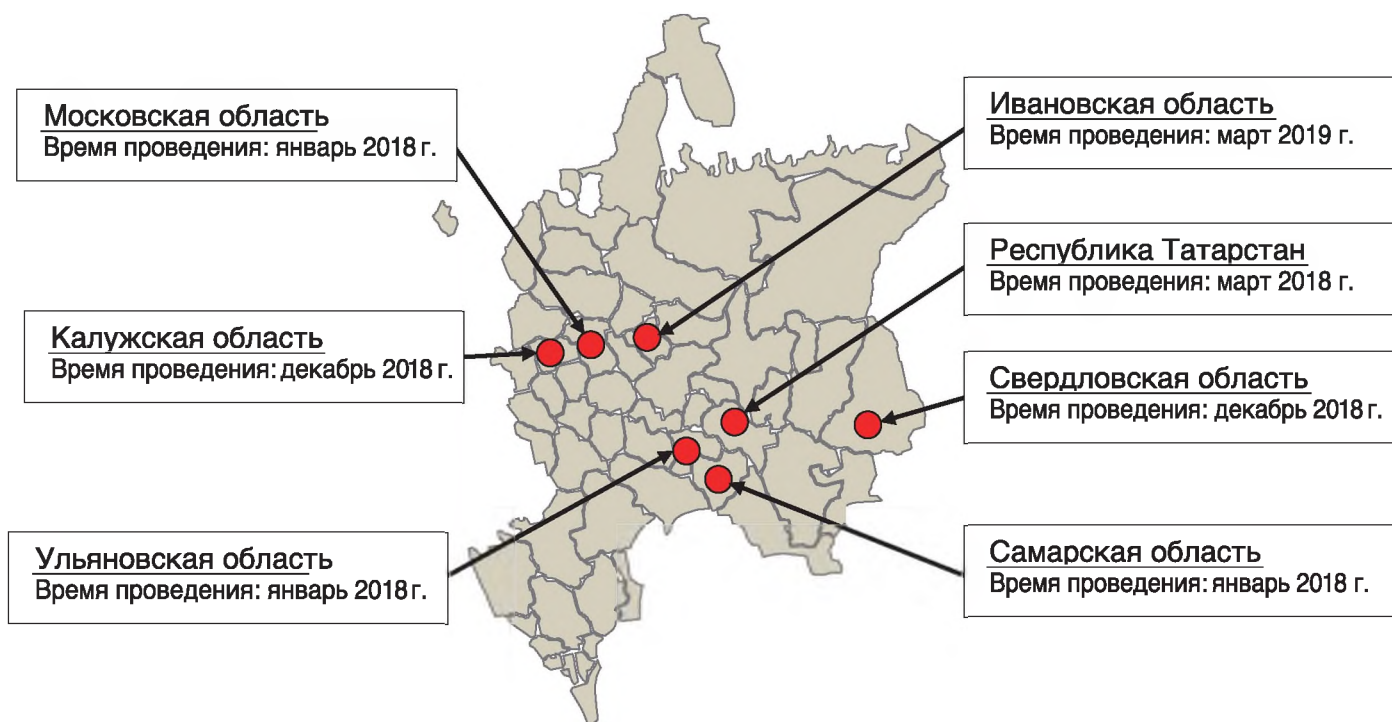 Московская область
Время проведения: январь 2018 г.
Калужская область
Время проведения: декабрь 2018 г.
Ульяновская область
Время проведения: январь 2018 г.
Ивановская область
Время проведения: март 2019 г.
Республика Татарстан
Время проведения: март 2018 г.
Свердловская область
Время проведения: декабрь 2018 г.
Самарская область
Время проведения: январь 2018 г.